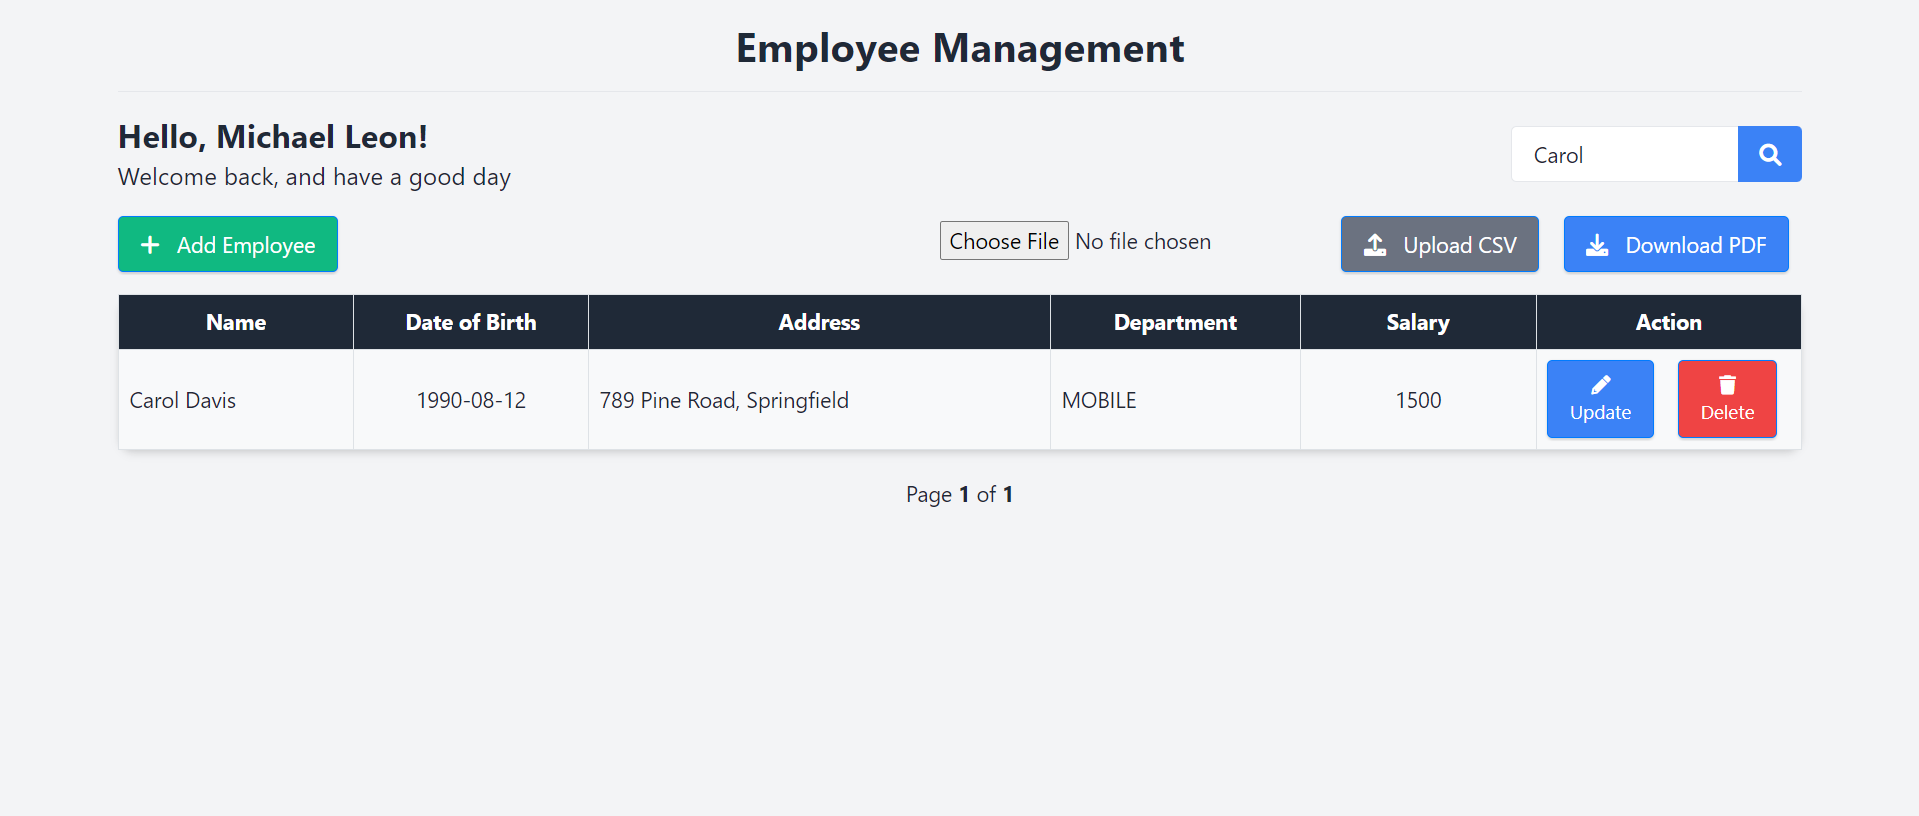 Employee Management
Hello, Michael Leon!
Welcome back, and have a good day
Carol
Add Employee
Choose File No file chosen
Upload CSV
Download PDF
Name Date of Birth Address Department Salary Action
Carol Davis 1990-08-12 789 Pine Road, Springfield MOBILE 1500 Update Delete
Page 1 of 1